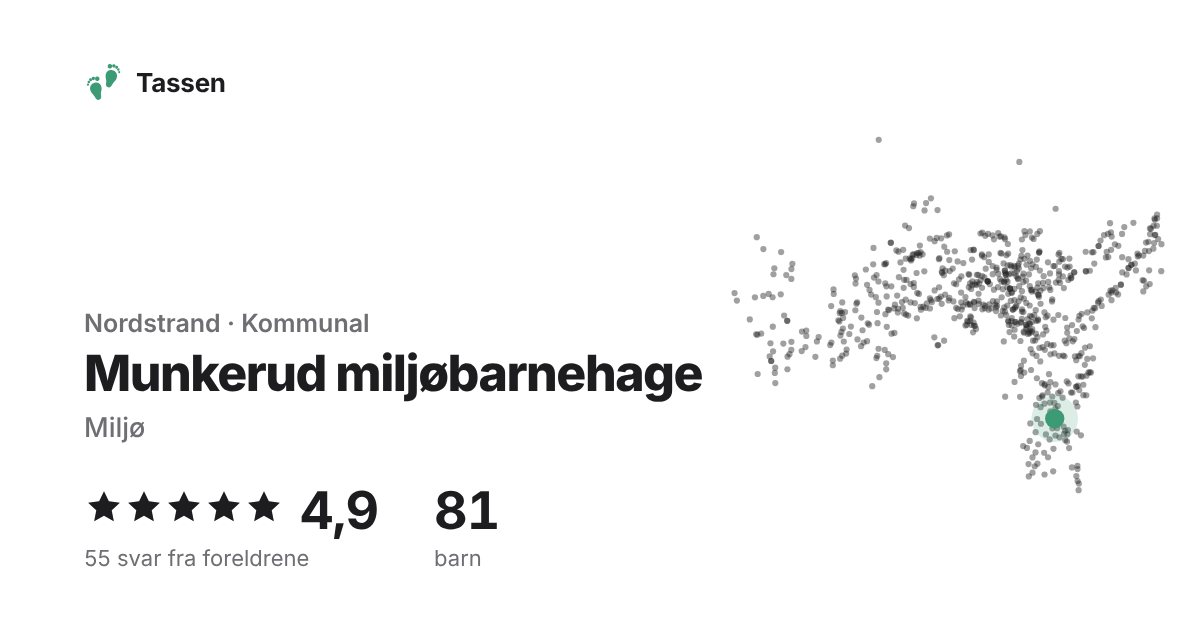 Tassen
Nordstrand · Kommunal
Munkerud miljøbarnehage
Miljø
4,9
81
55 svar fra foreldrene
barn